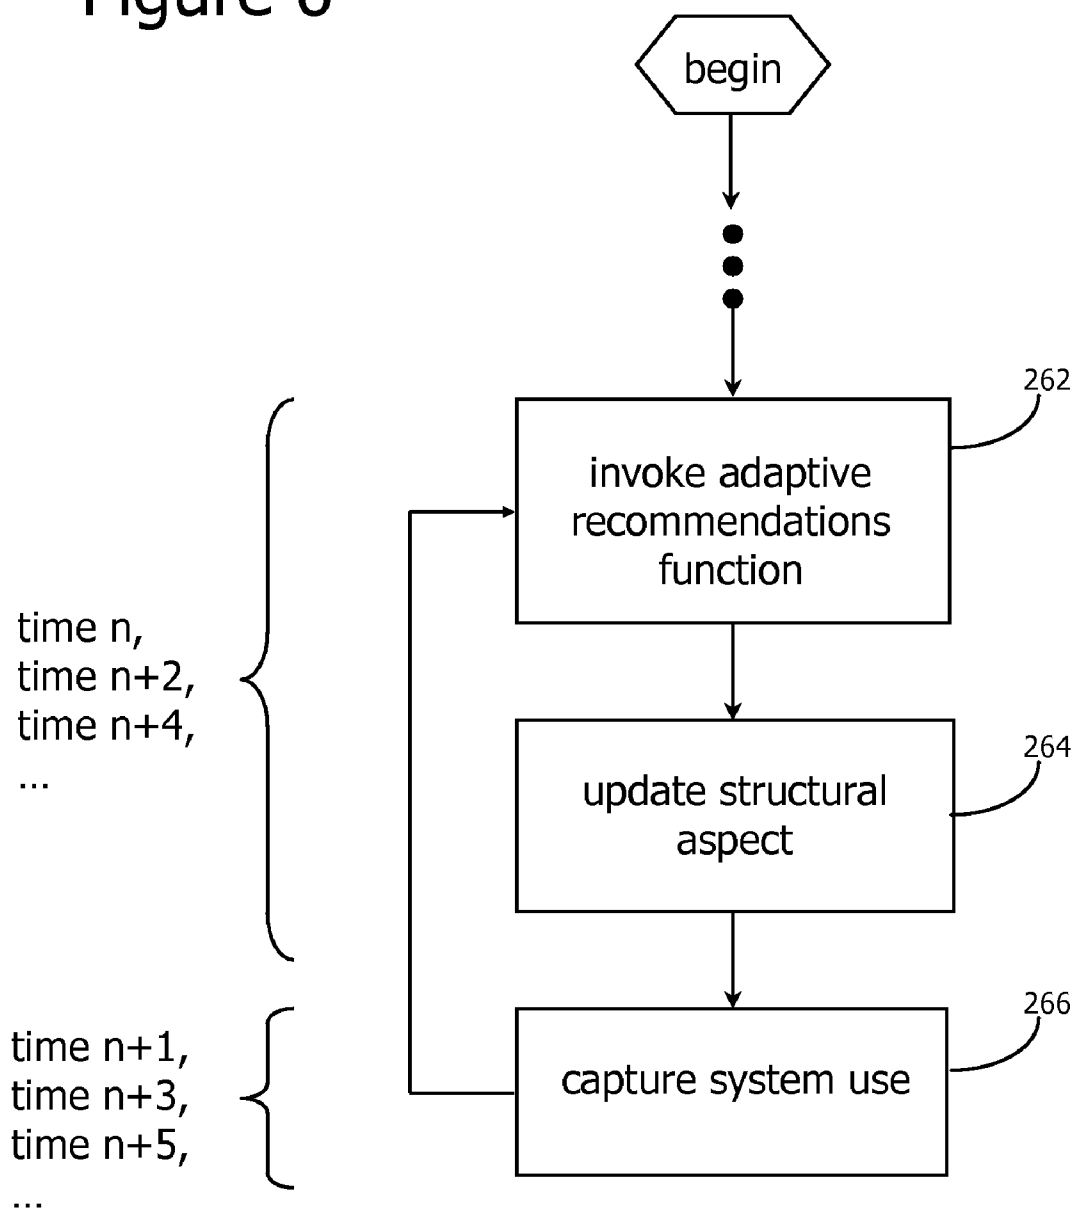 Figure 6
begin
262
invoke adaptive
recommendations
function
time n,
time n+2,
time n+4,
...
264
update structural
aspect
266
capture system use
time n+1,
time n+3,
time n+5,
...